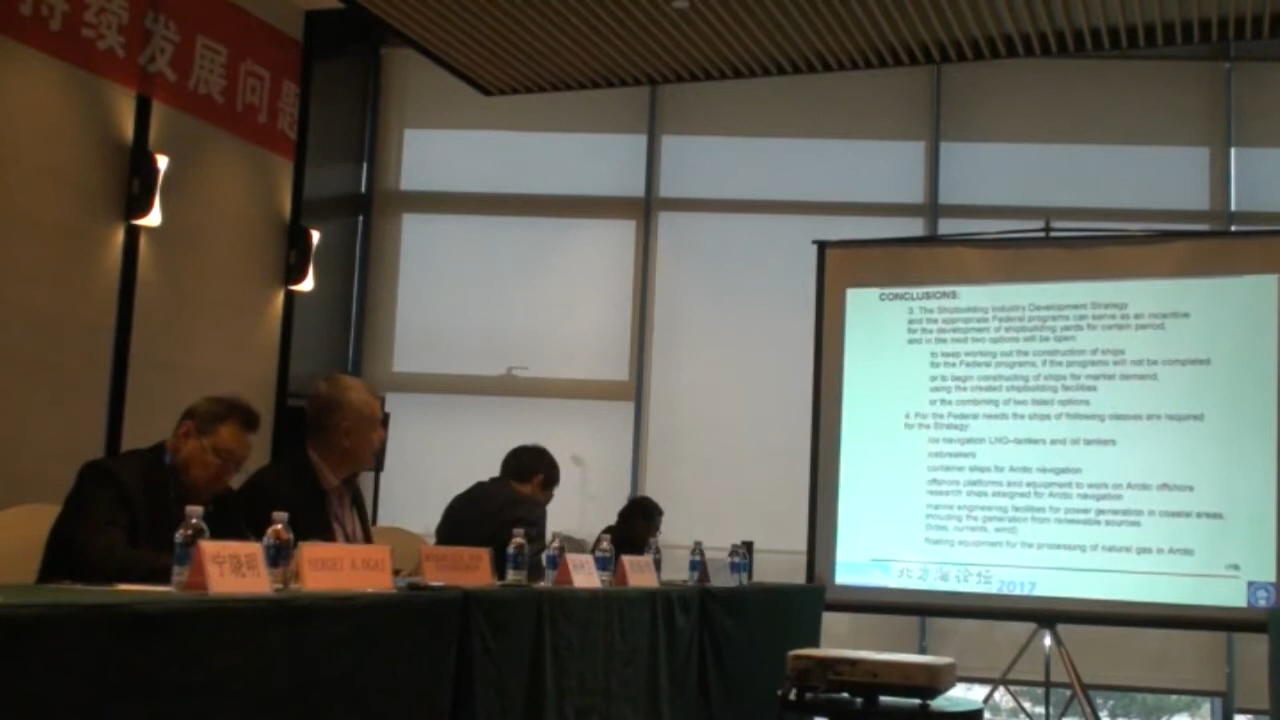 持续发展问题
CONCLUSIONS:
3. The Shipbuilding Industry Development Strategy
and the appropriate Federal programs can serve as an incentive
for the development of shipbuilding yards for certain period,
and in the next two options will be open:
to keep working out the construction of ships
for the Federal programs, if the programs will not be completed
or to begin constructing of ships for market demand,
using the created shipbuilding facilities
or the combining of two listed options
4. For the Federal needs the ships of following classes are required
for the Strategy:
ice navigation LNG-tankers and oil tankers
icebreakers
container ships for Arctic navigation
offshore platforms and equipment to work on Arctic offshore
research ships assigned for Arctic navigation
marine engineering facilities for power generation in coastal areas,
including the generation from renewable sources
(tides, currents, wind)
floating equipment for the processing of natural gas in Arctic
2017
宁晓明
SERGEI A.OGAI